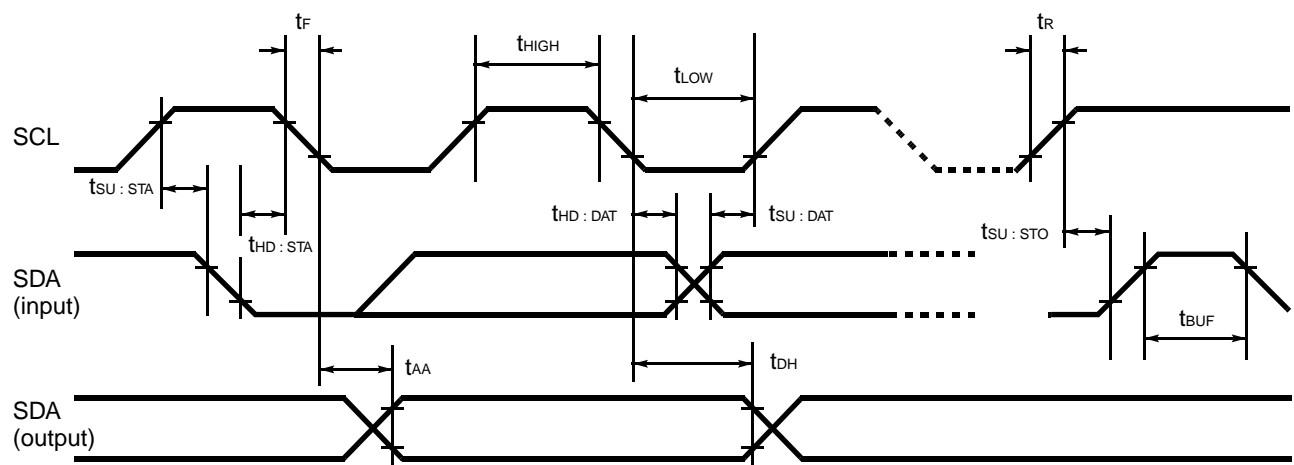 tF
tHIGH
tR
tLOW
SCL
tSU : STA
tHD : DAT
tSU : DAT
tHD : STA
tSU : STO
SDA
(input)
tBUF
tAA
tDH
SDA
(output)